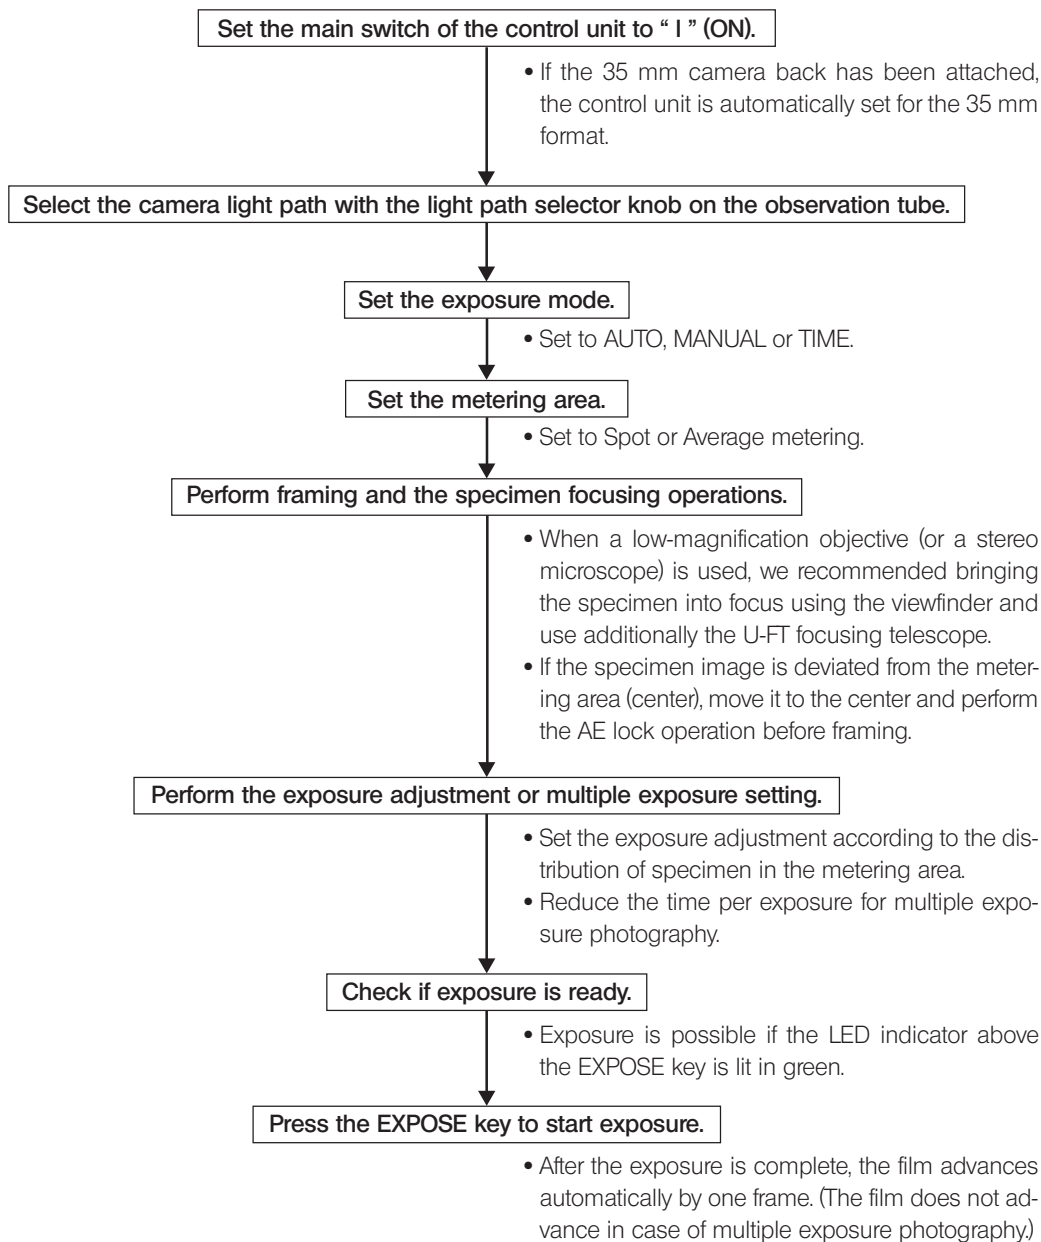 Set the main switch of the control unit to “ I ” (ON).
• If the 35 mm camera back has been attached,
the control unit is automatically set for the 35 mm
format.
Select the camera light path with the light path selector knob on the observation tube.
Set the exposure mode.
• Set to AUTO, MANUAL or TIME.
Set the metering area.
• Set to Spot or Average metering.
Perform framing and the specimen focusing operations.
• When a low-magnification objective (or a stereo
microscope) is used, we recommended bringing
the specimen into focus using the viewfinder and
use additionally the U-FT focusing telescope.
• If the specimen image is deviated from the meter-
ing area (center), move it to the center and perform
the AE lock operation before framing.
Perform the exposure adjustment or multiple exposure setting.
• Set the exposure adjustment according to the dis-
tribution of specimen in the metering area.
• Reduce the time per exposure for multiple expo-
sure photography.
Check if exposure is ready.
• Exposure is possible if the LED indicator above
the EXPOSE key is lit in green.
Press the EXPOSE key to start exposure.
• After the exposure is complete, the film advances
automatically by one frame. (The film does not ad-
vance in case of multiple exposure photography.)